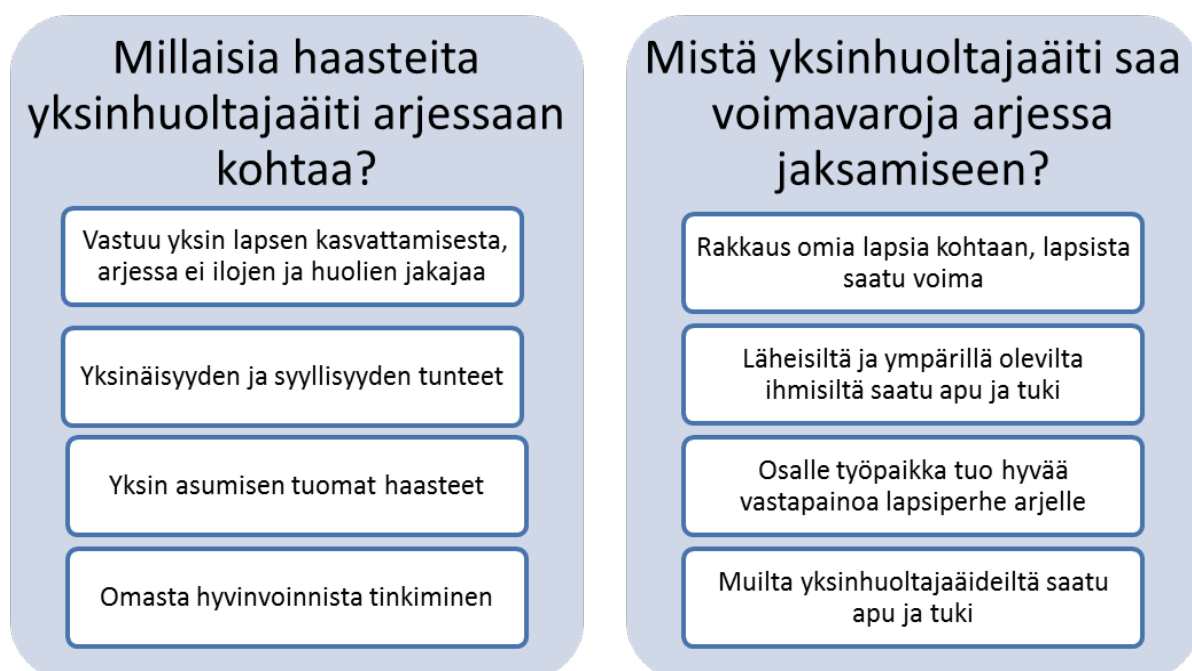 Millaisia haasteita
yksinhuoltajaäiti arjessaan
kohtaa?
Vastuu yksin lapsen kasvattamisesta,
arjessa ei ilojen ja huolien jakajaa
Yksinäisyyden ja syyllisyyden tunteet
Yksin asumisen tuomat haasteet
Omasta hyvinvoinnista tinkiminen
Mistä yksinhuoltajaäiti saa
voimavaroja arjessa
jaksamiseen?
Rakkaus omia lapsia kohtaan, lapsista
saatu voima
Läheisiltä ja ympärillä olevilta
ihmisiltä saatu apu ja tuki
Osalle työpaikka tuo hyvää
vastapainoa lapsiperhe arjelle
Muilta yksinhuoltajaäideiltä saatu
apu ja tuki